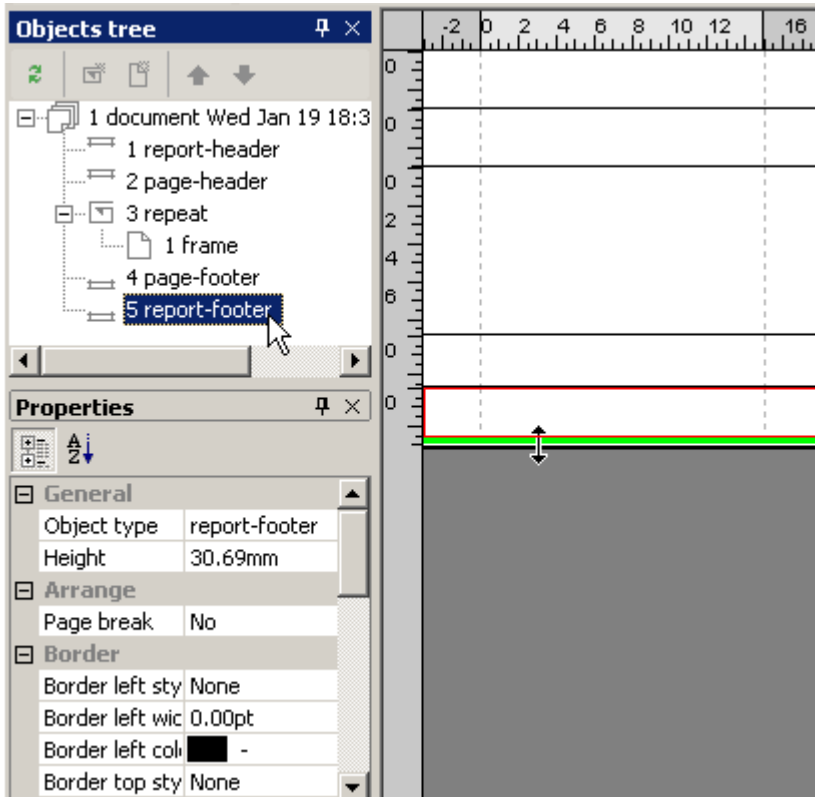 Objects tree
-2 0 2 4 6 8 10 12 16
1 document Wed Jan 19 18:3
1 report-header
2 page-header
3 repeat
1 frame
4 page-footer
5 report-footer
0
0
0
2
4
6
0
0
Properties
A
Z
General
Object type report-footer
Height 30.69mm
Arrange
Page break No
Border
Border left sty None
Border left wic 0.00pt
Border left col -
Border top sty None